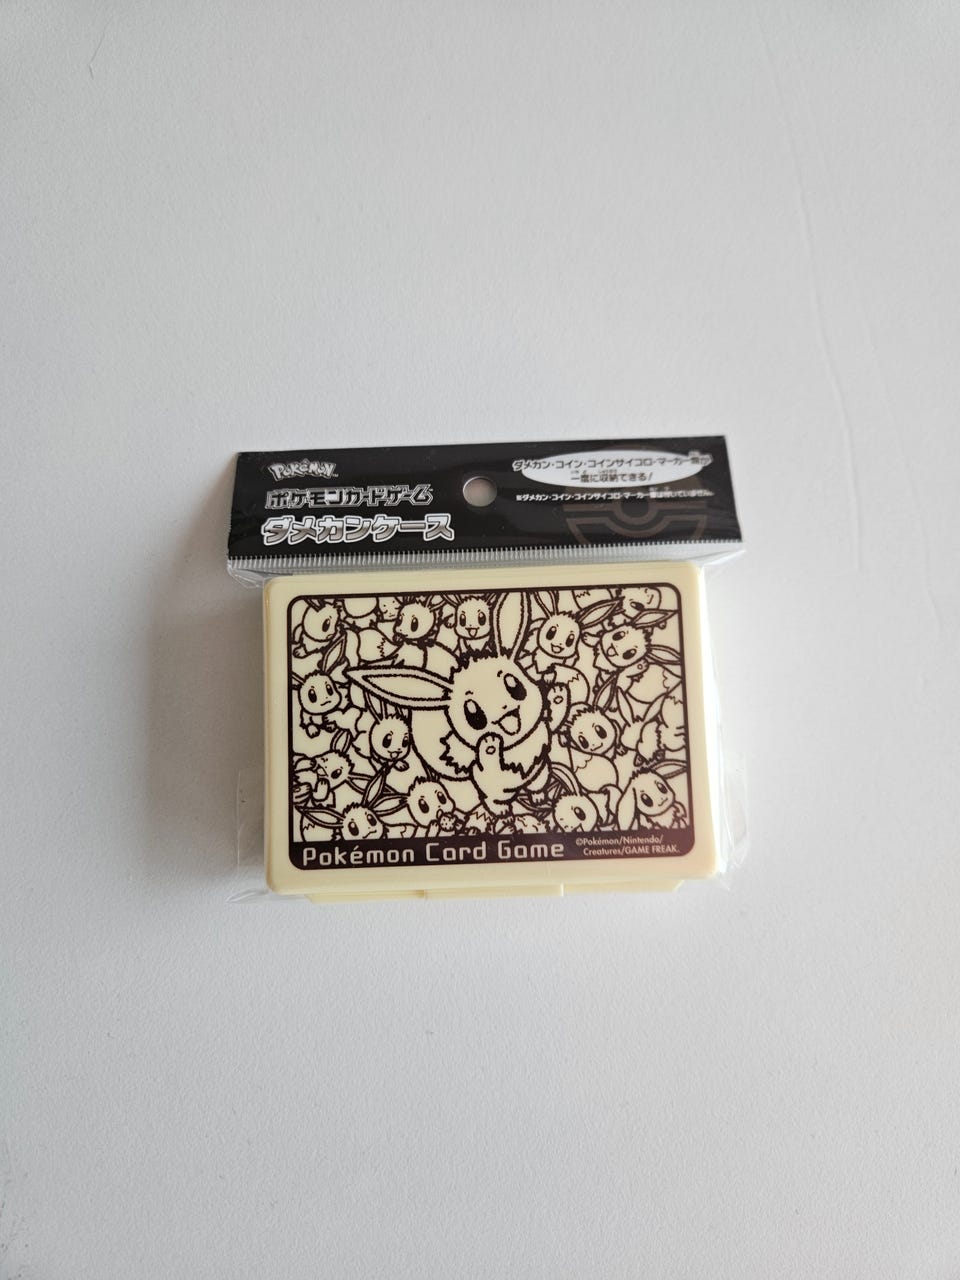 POKÉMON
ポケモンカードゲーム
ダメカンケース
ダメカン・コイン・コインサイコロ・マーカー類が
一度に収納できる!
※ダメカン・コイン・コインサイコロ・マーカー類は付いていません。
Pokémon Card Game
©Pokémon/Nintendo/
Creatures/GAME FREAK.